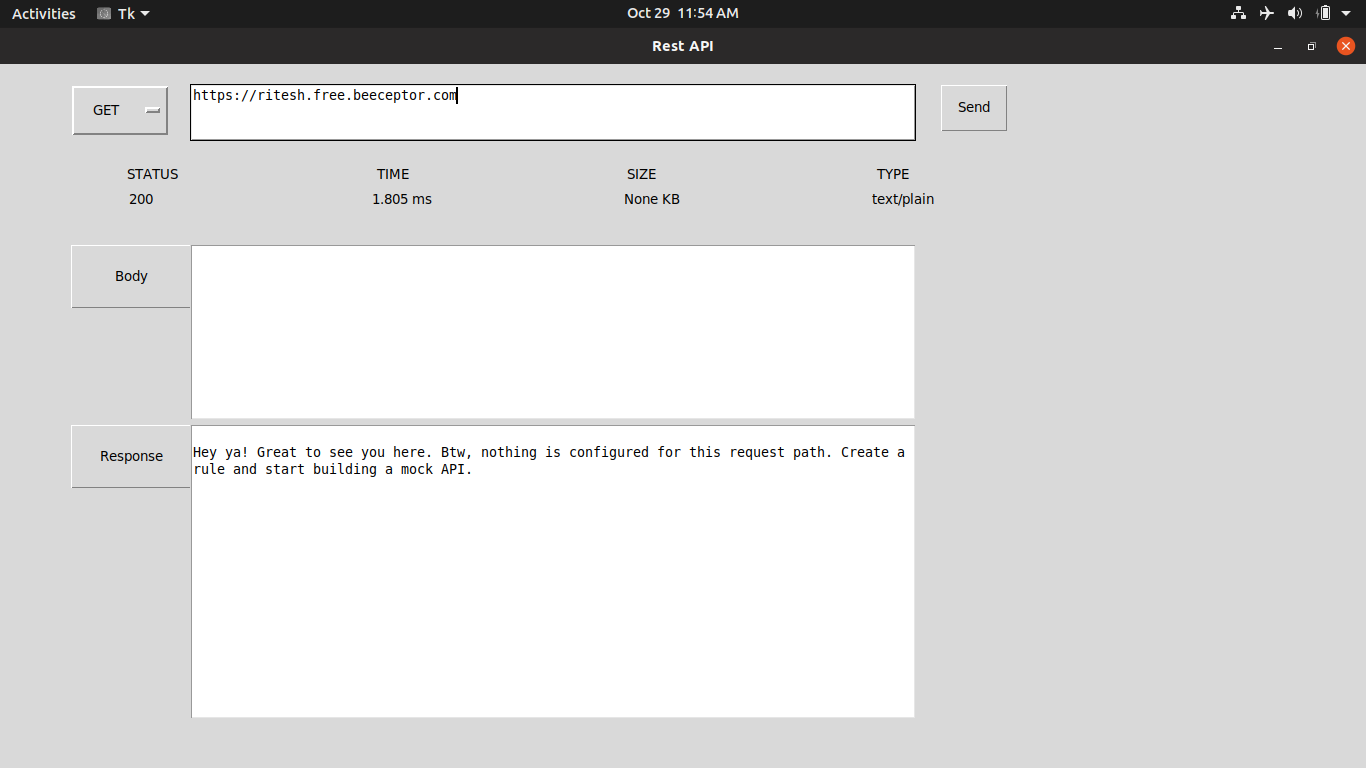 Activities Tk Oct 29 11:54 AM
Rest API
GET https://ritesh.free.beeceptor.com Send
STATUS TIME SIZE TYPE
200 1.805 ms None KB text/plain
Body
Response
Hey ya! Great to see you here. Btw, nothing is configured for this request path. Create a
rule and start building a mock API.